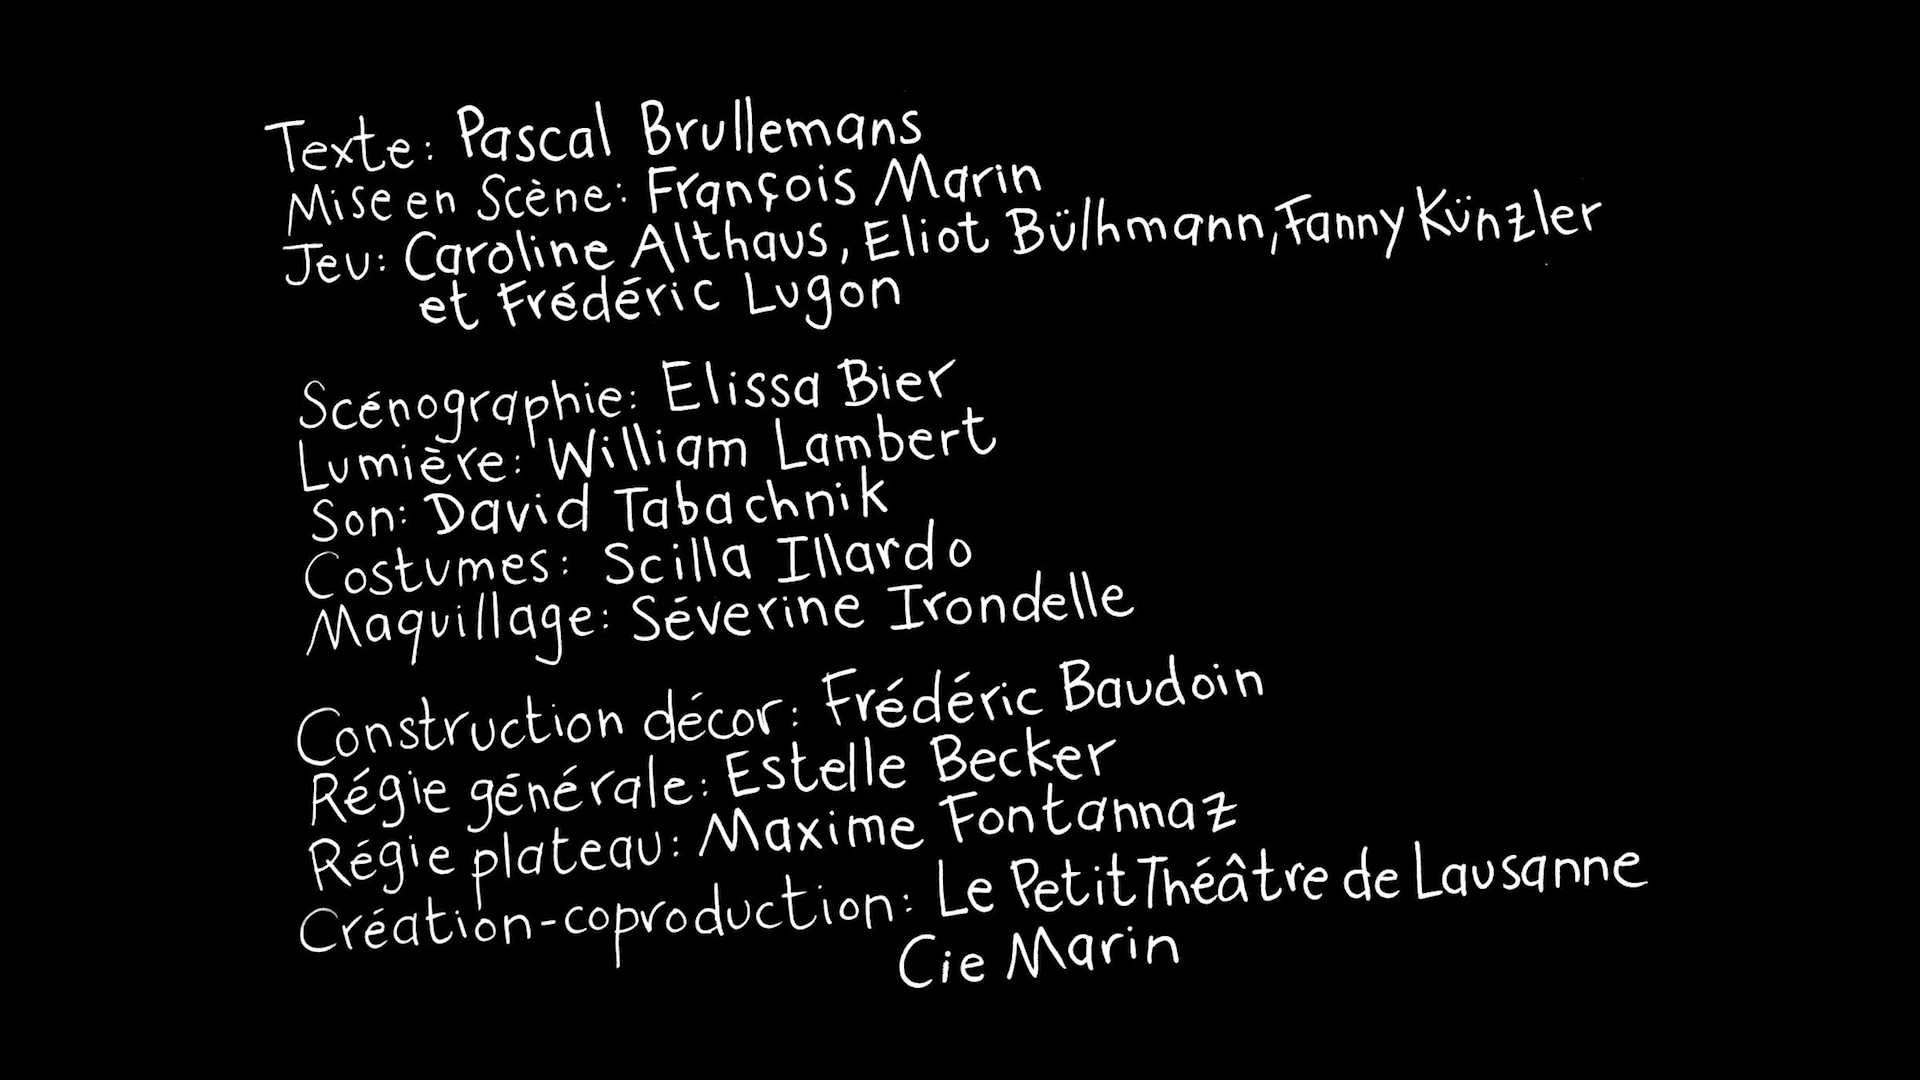 Texte: Pascal Brullemans
Mise en Scène: François Marin
Jeu: Caroline Althaus, Eliot Bülhmann, Fanny Künzler
et Frédéric Lugon
Scénographie: Elissa Bier
Lumière: William Lambert
Son: David Tabachnik
Costumes: Scilla Illardo
Maquillage: Séverine Irondelle
Construction décor: Frédéric Baudoin
Régie générale: Estelle Becker
Régie plateau: Maxime Fontannaz
Création-coproduction: Le Petit Théâtre de Lausanne
Cie Marin